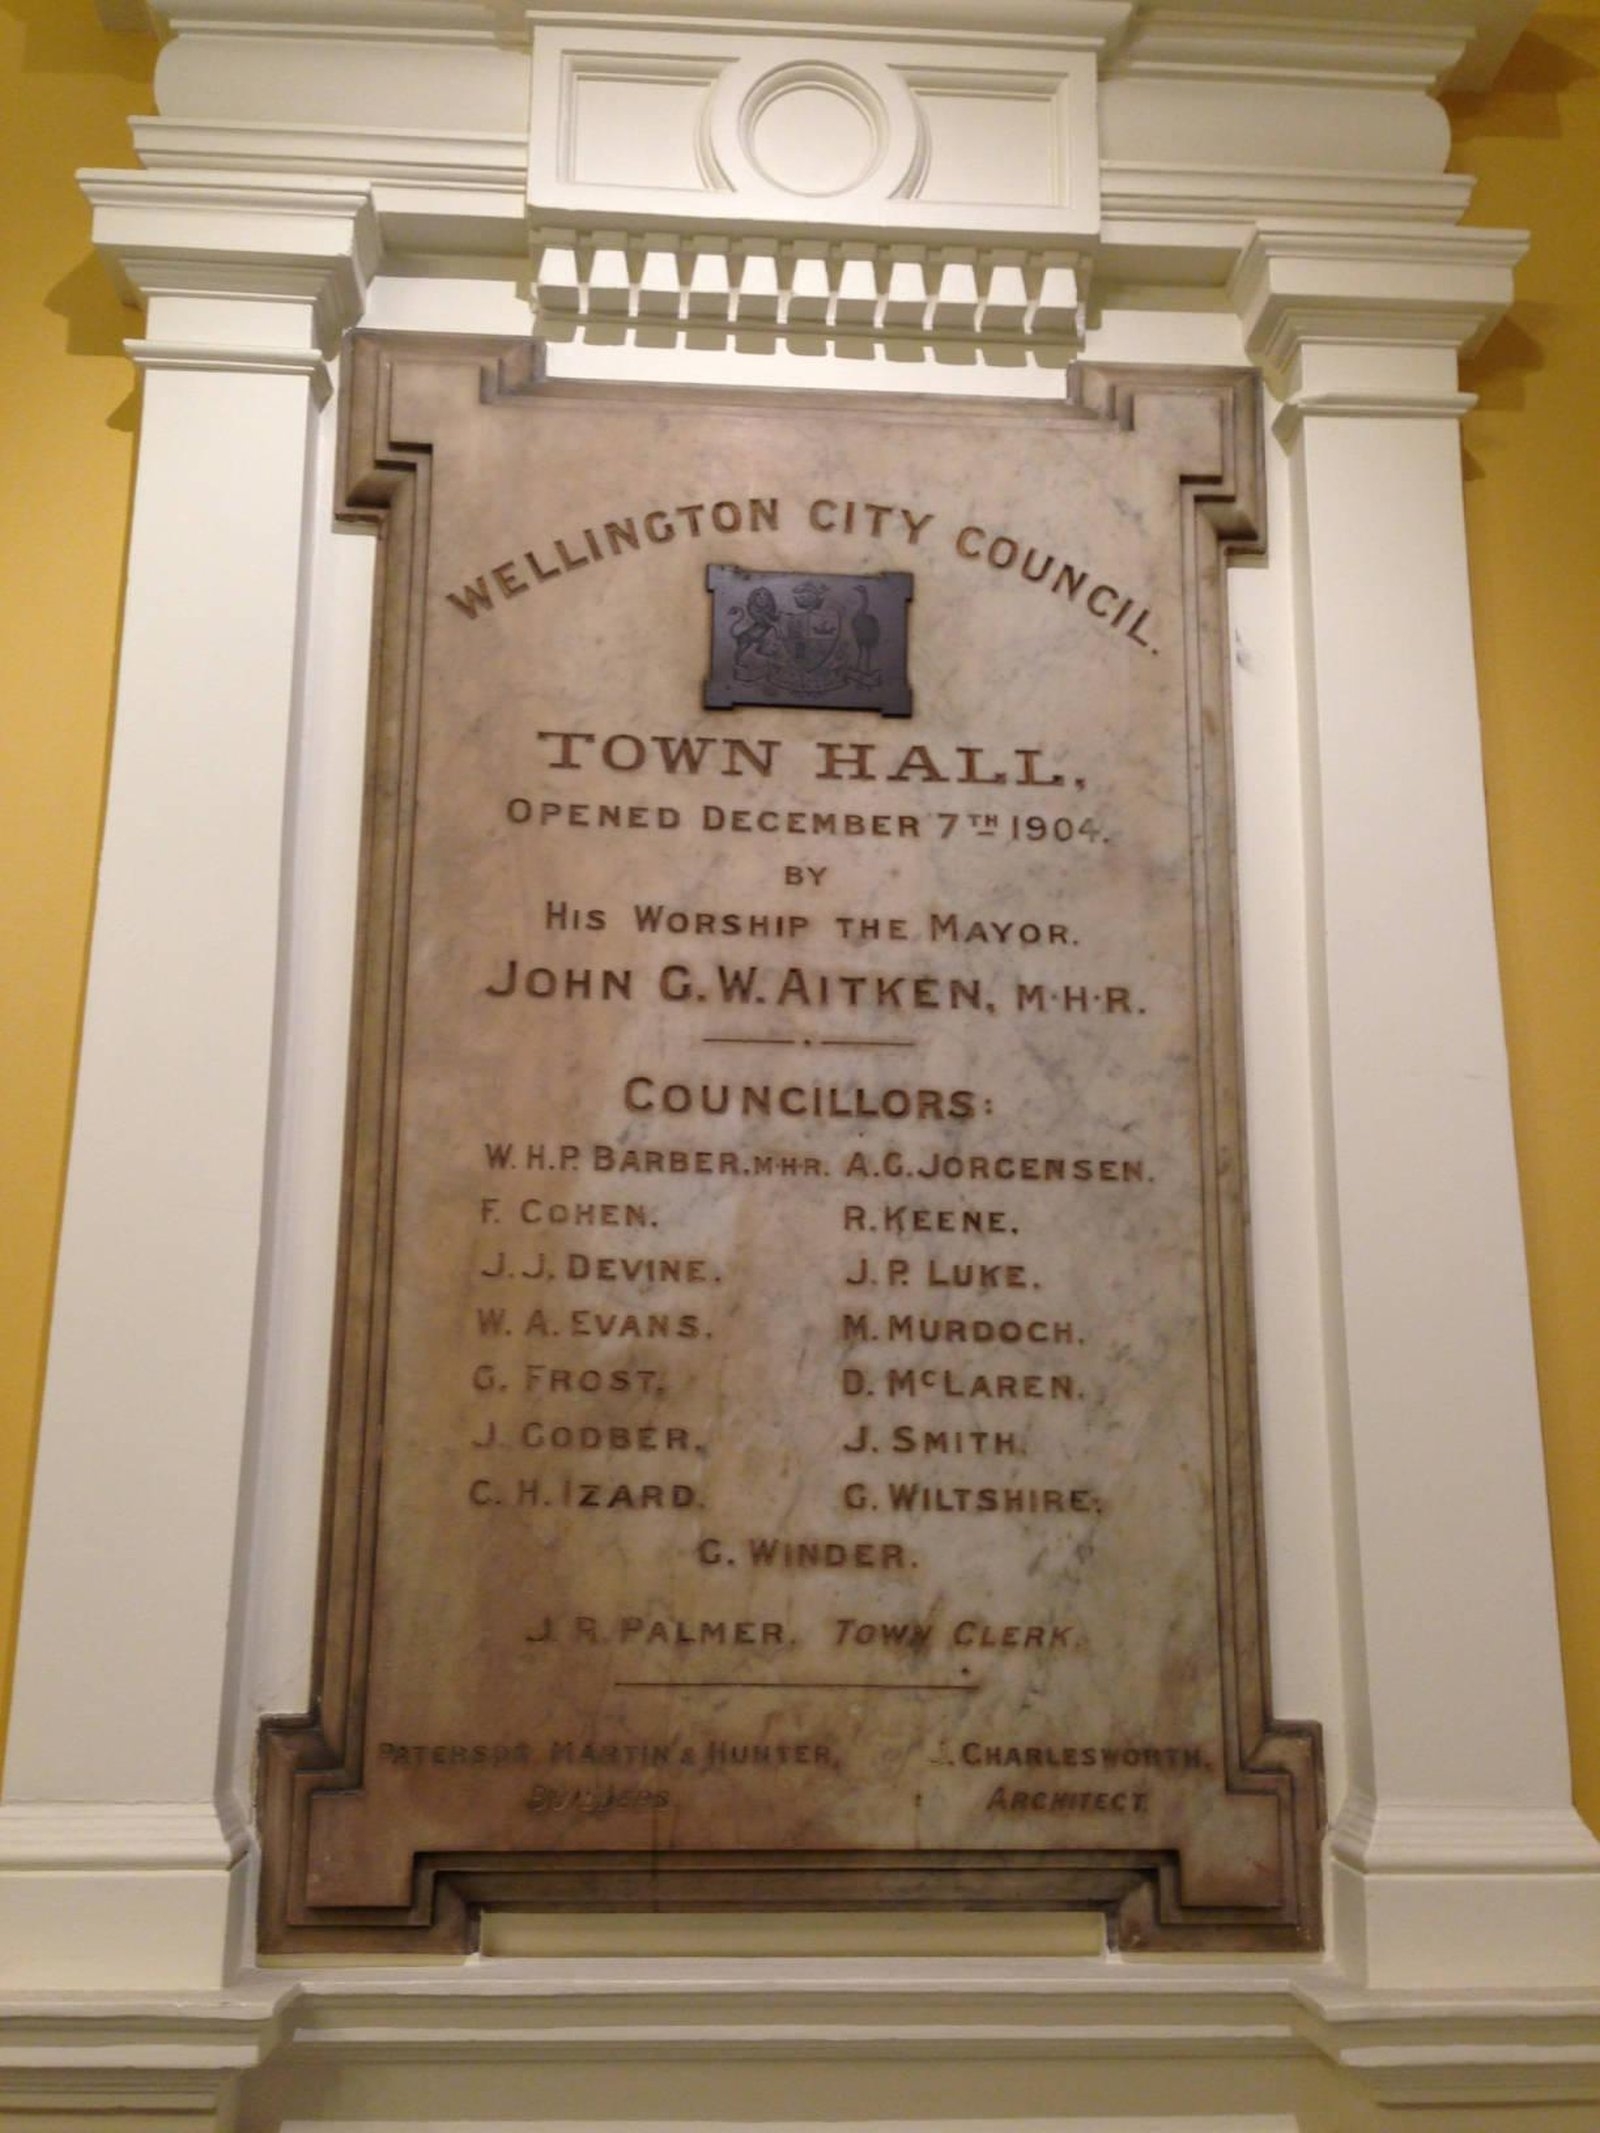 WELLINGTON CITY COUNCIL.
TOWN HALL,
OPENED DECEMBER 7TH 1904.
BY
HIS WORSHIP THE MAYOR.
JOHN G.W. AITKEN, M·H·R.
COUNCILLORS:
W.H.P. BARBER. M·H·R. A.G. JORGENSEN.
F. COHEN. R. KEENE.
J.J. DEVINE. J.P. LUKE.
W. A. EVANS. M. MURDOCH.
G. FROST. D. McLAREN.
J. GODBER. J. SMITH.
C. H. IZARD. G. WILTSHIRE.
G. WINDER.
J. R. PALMER, TOWN CLERK.
PATERSON MARTIN & HUNTER, J. CHARLESWORTH,
BUILDERS ARCHITECT